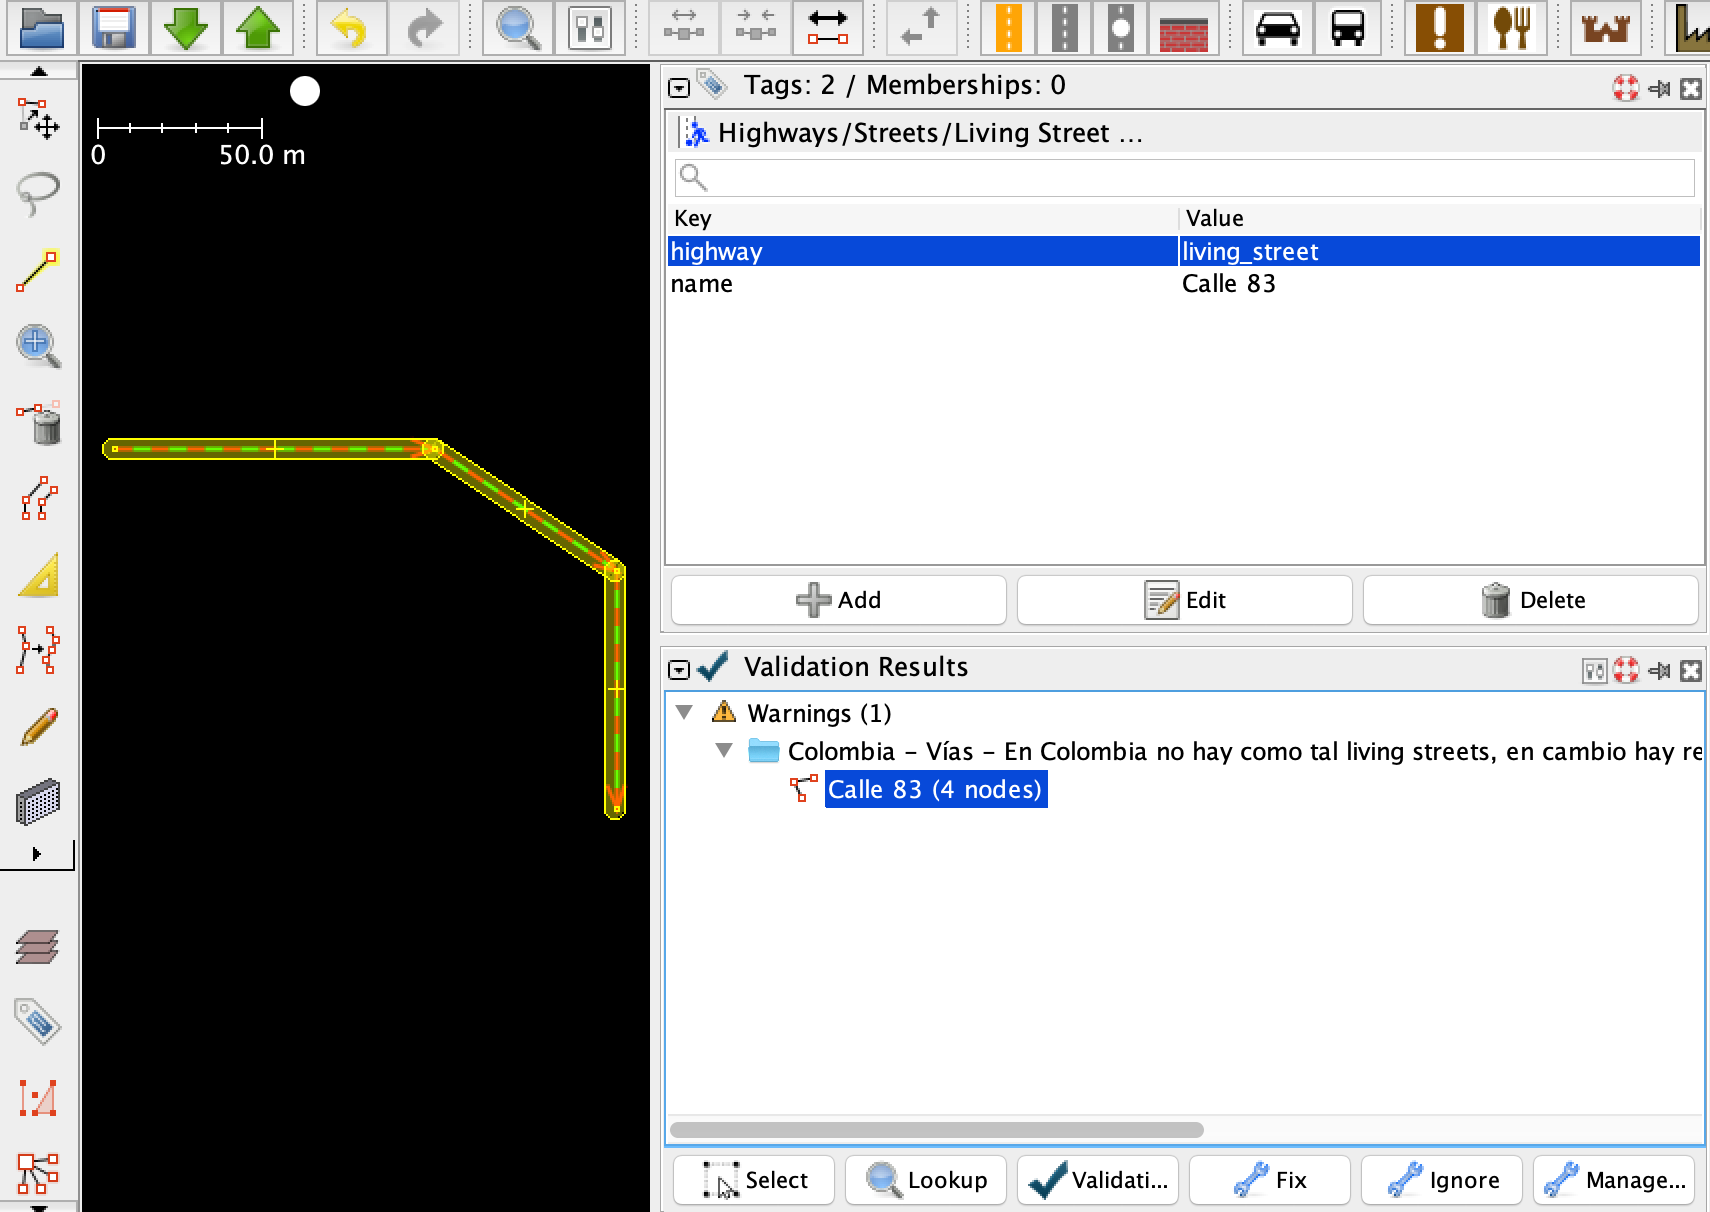 0 50.0 m
Tags: 2 / Memberships: 0
Highways/Streets/Living Street ...
Key Value
highway living_street
name Calle 83
Add Edit Delete
Validation Results
Warnings (1)
Colombia - Vías - En Colombia no hay como tal living streets, en cambio hay re
Calle 83 (4 nodes)
Select Lookup Validati... Fix Ignore Manage...